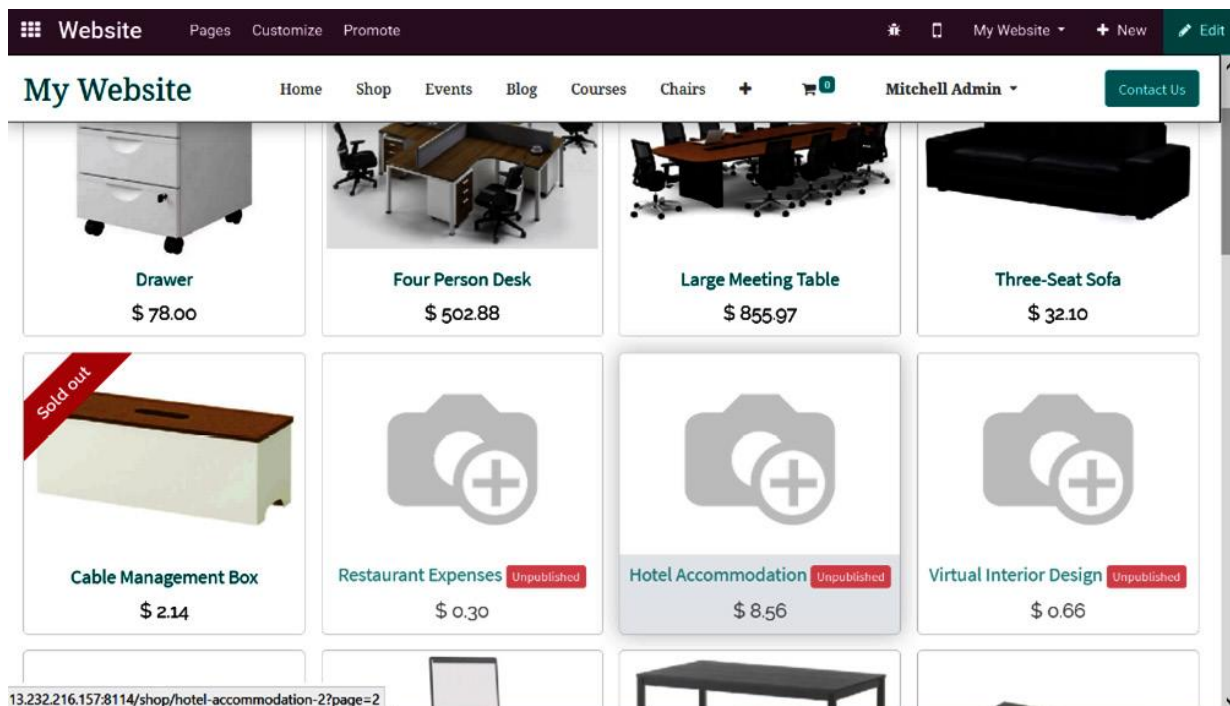 Website Pages Customize Promote My Website + New Edit
My Website Home Shop Events Blog Courses Chairs + 0 Mitchell Admin Contact Us
Drawer Four Person Desk Large Meeting Table Three-Seat Sofa
$ 78.00 $ 502.88 $ 855.97 $ 32.10
Sold out
Cable Management Box Restaurant Expenses Unpublished Hotel Accommodation Unpublished Virtual Interior Design Unpublished
$ 2.14 $ 0.30 $ 8.56 $ 0.66
13.232.216.157:8114/shop/hotel-accommodation-2?page=2